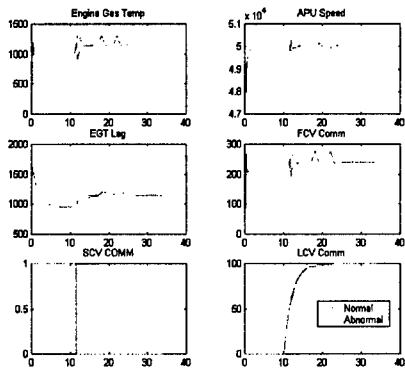 Engine Gas Temp
1500
1000
500
0
0 10 20 30 40
APU Speed
x 10^4
5.1
5
4.9
4.8
4.7
0 10 20 30 40
EGT Lag
2000
1500
1000
500
0 10 20 30 40
FCV Comm
300
200
100
0
0 10 20 30 40
SCV COMM
1
0.5
0
0 10 20 30 40
LCV Comm
100
50
0
0 10 20 30 40
Normal
Abnormal